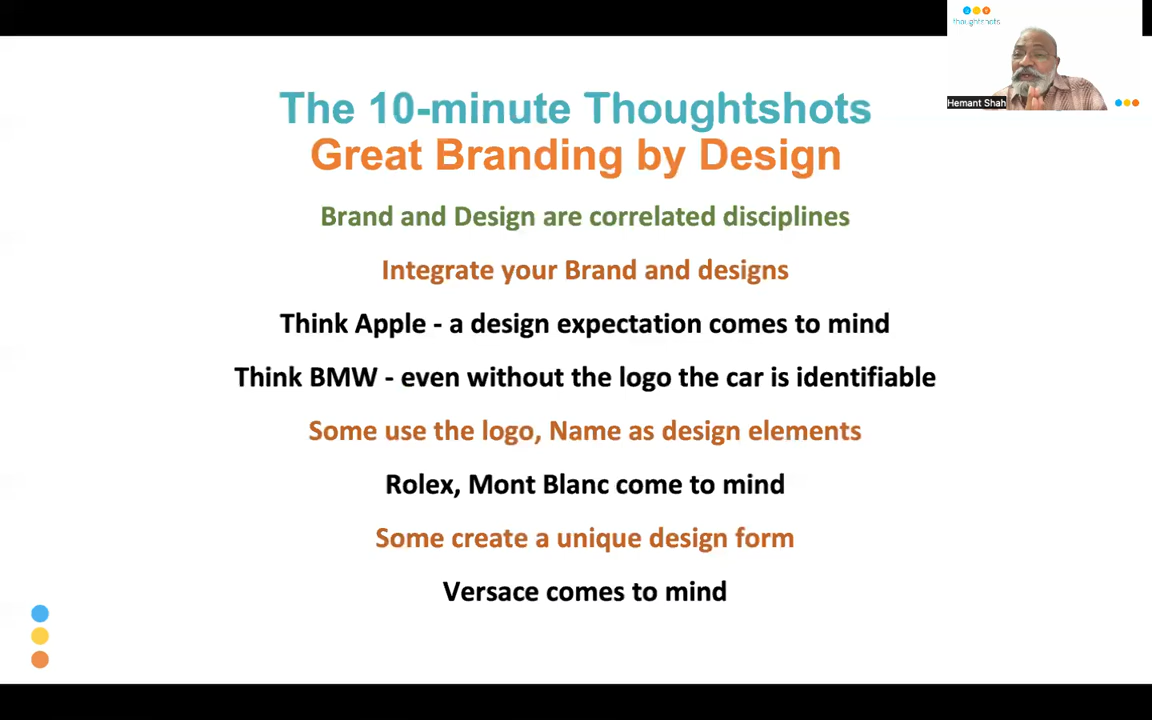 thoughtshots
Hemant Shah
The 10-minute Thoughtshots
Great Branding by Design
Brand and Design are correlated disciplines
Integrate your Brand and designs
Think Apple - a design expectation comes to mind
Think BMW - even without the logo the car is identifiable
Some use the logo, Name as design elements
Rolex, Mont Blanc come to mind
Some create a unique design form
Versace comes to mind